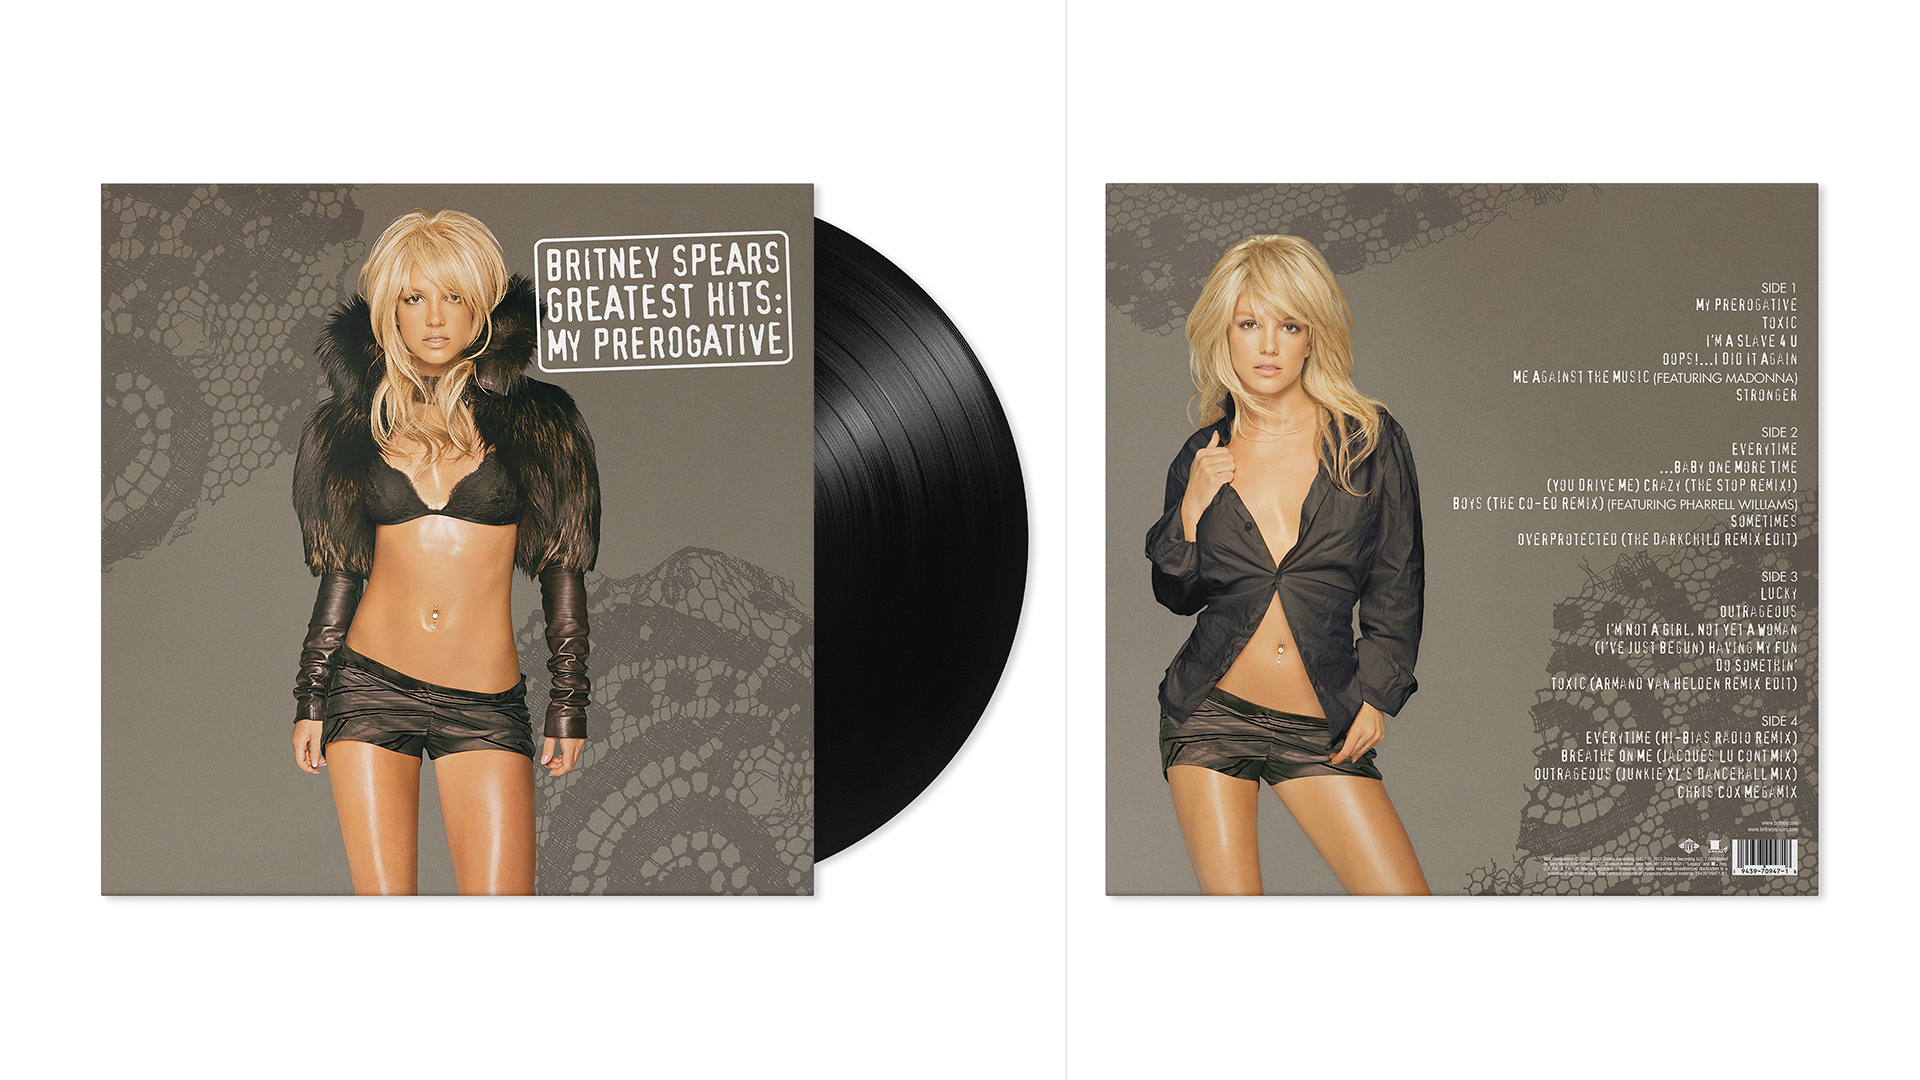 BRITNEY SPEARS
GREATEST HITS:
MY PREROGATIVE
SIDE 1
MY PREROGATIVE
TOXIC
I'M A SLAVE 4 U
OOPS!...I DID IT AGAIN
ME AGAINST THE MUSIC (FEATURING MADONNA)
STRONGER
SIDE 2
EVERYTIME
...BABY ONE MORE TIME
(YOU DRIVE ME) CRAZY (THE STOP REMIX!)
BOYS (THE CO-ED REMIX) (FEATURING PHARRELL WILLIAMS)
SOMETIMES
OVERPROTECTED (THE DARKCHILD REMIX EDIT)
SIDE 3
LUCKY
OUTRAGEOUS
I'M NOT A GIRL, NOT YET A WOMAN
(I'VE JUST BEGUN) HAVING MY FUN
DO SOMETHIN'
TOXIC (ARMAND VAN HELDEN REMIX EDIT)
SIDE 4
EVERYTIME (HI-BIAS RADIO REMIX)
BREATHE ON ME (JACQUES LU CONT MIX)
OUTRAGEOUS (JUNKIE XL'S DANCEHALL MIX)
CHRIS COX MEGAMIX
www.britney.com
www.britneyspears.com
9439-70947-1